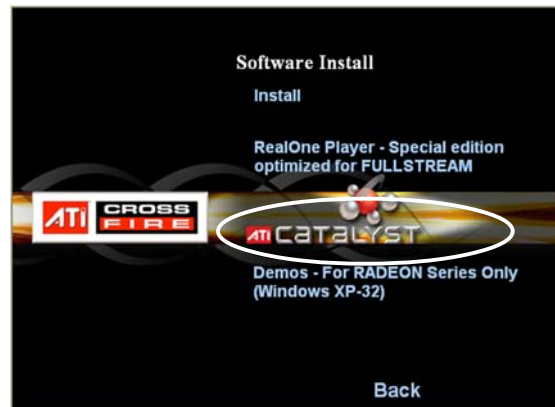 Software Install
Install
RealOne Player - Special edition
optimized for FULLSTREAM
ATI CROSS
FIRE
ATI CATALYST
Demos - For RADEON Series Only
(Windows XP-32)
Back